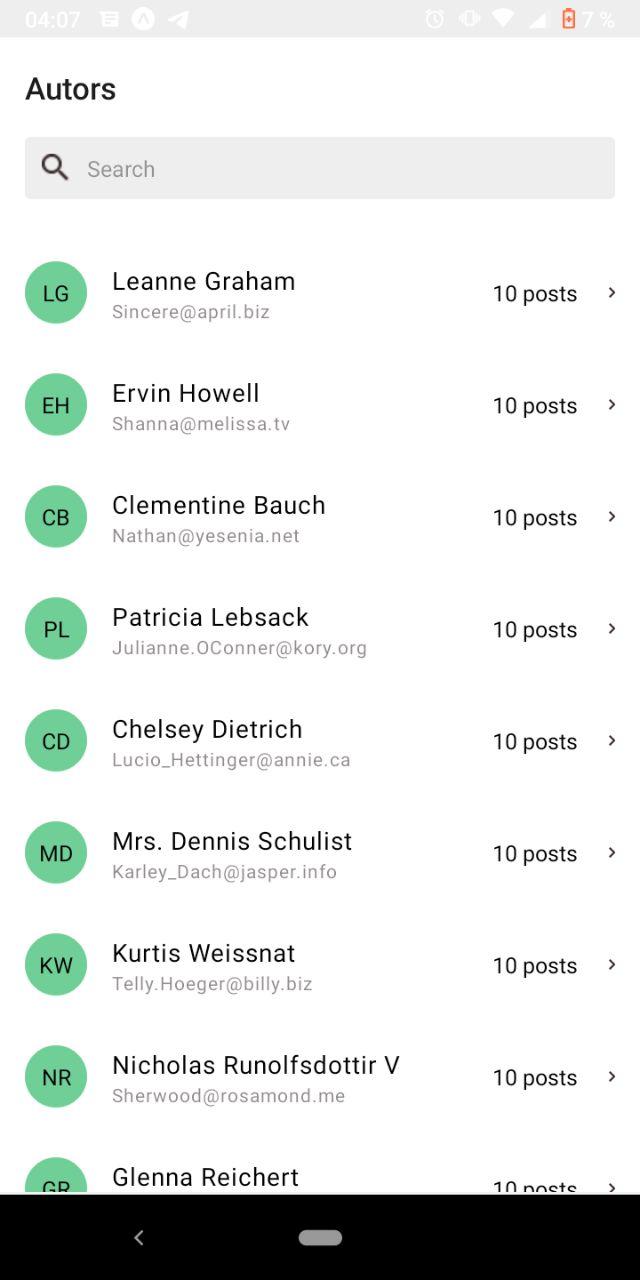 04:07 7 %
Autors
Search
LG Leanne Graham 10 posts
Sincere@april.biz
EH Ervin Howell 10 posts
Shanna@melissa.tv
CB Clementine Bauch 10 posts
Nathan@yesenia.net
PL Patricia Lebsack 10 posts
Julianne.OConner@kory.org
CD Chelsey Dietrich 10 posts
Lucio_Hettinger@annie.ca
MD Mrs. Dennis Schulist 10 posts
Karley_Dach@jasper.info
KW Kurtis Weissnat 10 posts
Telly.Hoeger@billy.biz
NR Nicholas Runolfsdottir V 10 posts
Sherwood@rosamond.me
GR Glenna Reichert 10 posts